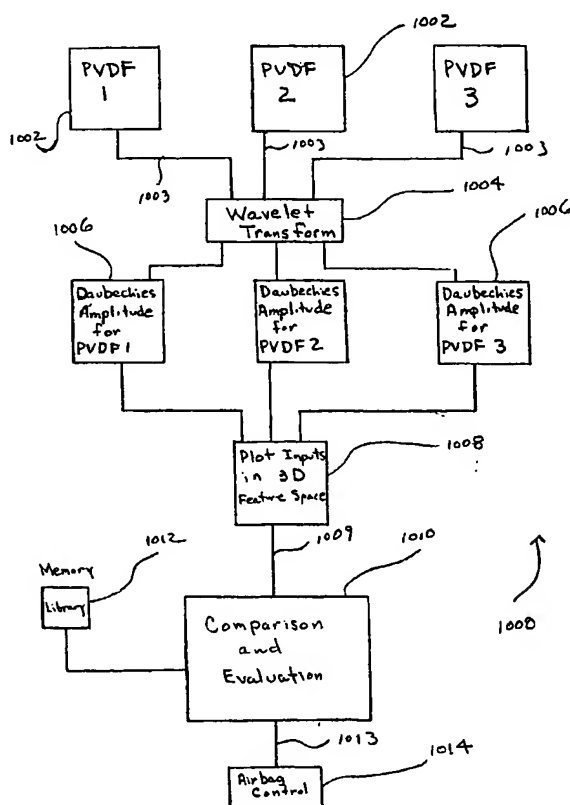 1002
PVDF
1
PVDF
2
PVDF
3
1002
1003
1003
1003
1004
Wavelet
Transform
1006
1006
Daubechies
Amplitude
for
PVDF 1
Daubechies
Amplitude
for
PVDF 2
Daubechies
Amplitude
for
PVDF 3
1008
Plot Inputs
in 3D
Feature Space
1009
1010
1012
Memory
Library
Comparison
and
Evaluation
1000
1013
1014
Airbag
Control